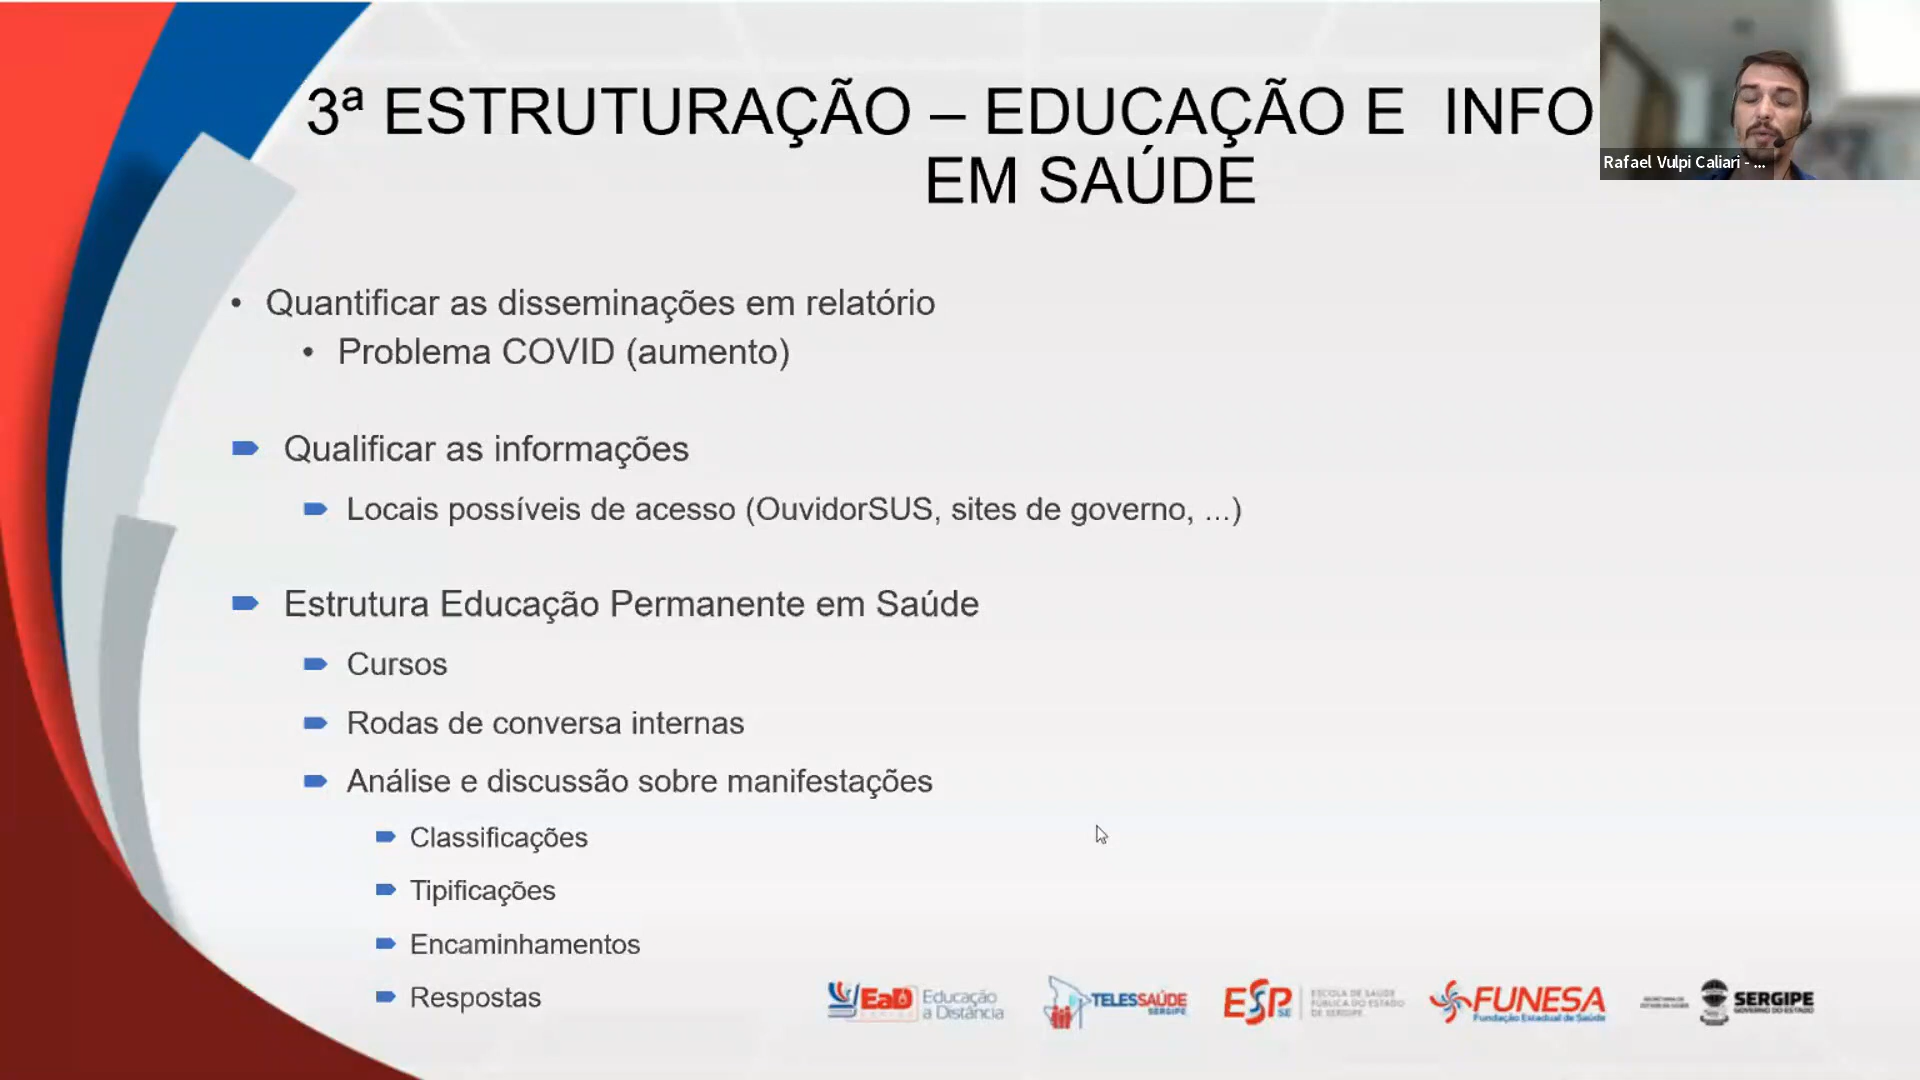 3ª ESTRUTURAÇÃO – EDUCAÇÃO E INFO
EM SAÚDE
Rafael Vulpi Caliari - ...
• Quantificar as disseminações em relatório
• Problema COVID (aumento)
Qualificar as informações
Locais possíveis de acesso (OuvidorSUS, sites de governo, ...)
Estrutura Educação Permanente em Saúde
Cursos
Rodas de conversa internas
Análise e discussão sobre manifestações
Classificações
Tipificações
Encaminhamentos
Respostas
EaD Educação a Distância
TELESSAÚDE SERGIPE
ESP SE ESCOLA DE SAÚDE PÚBLICA DO ESTADO DE SERGIPE
FUNESA Fundação Estadual de Saúde
SERGIPE GOVERNO DO ESTADO